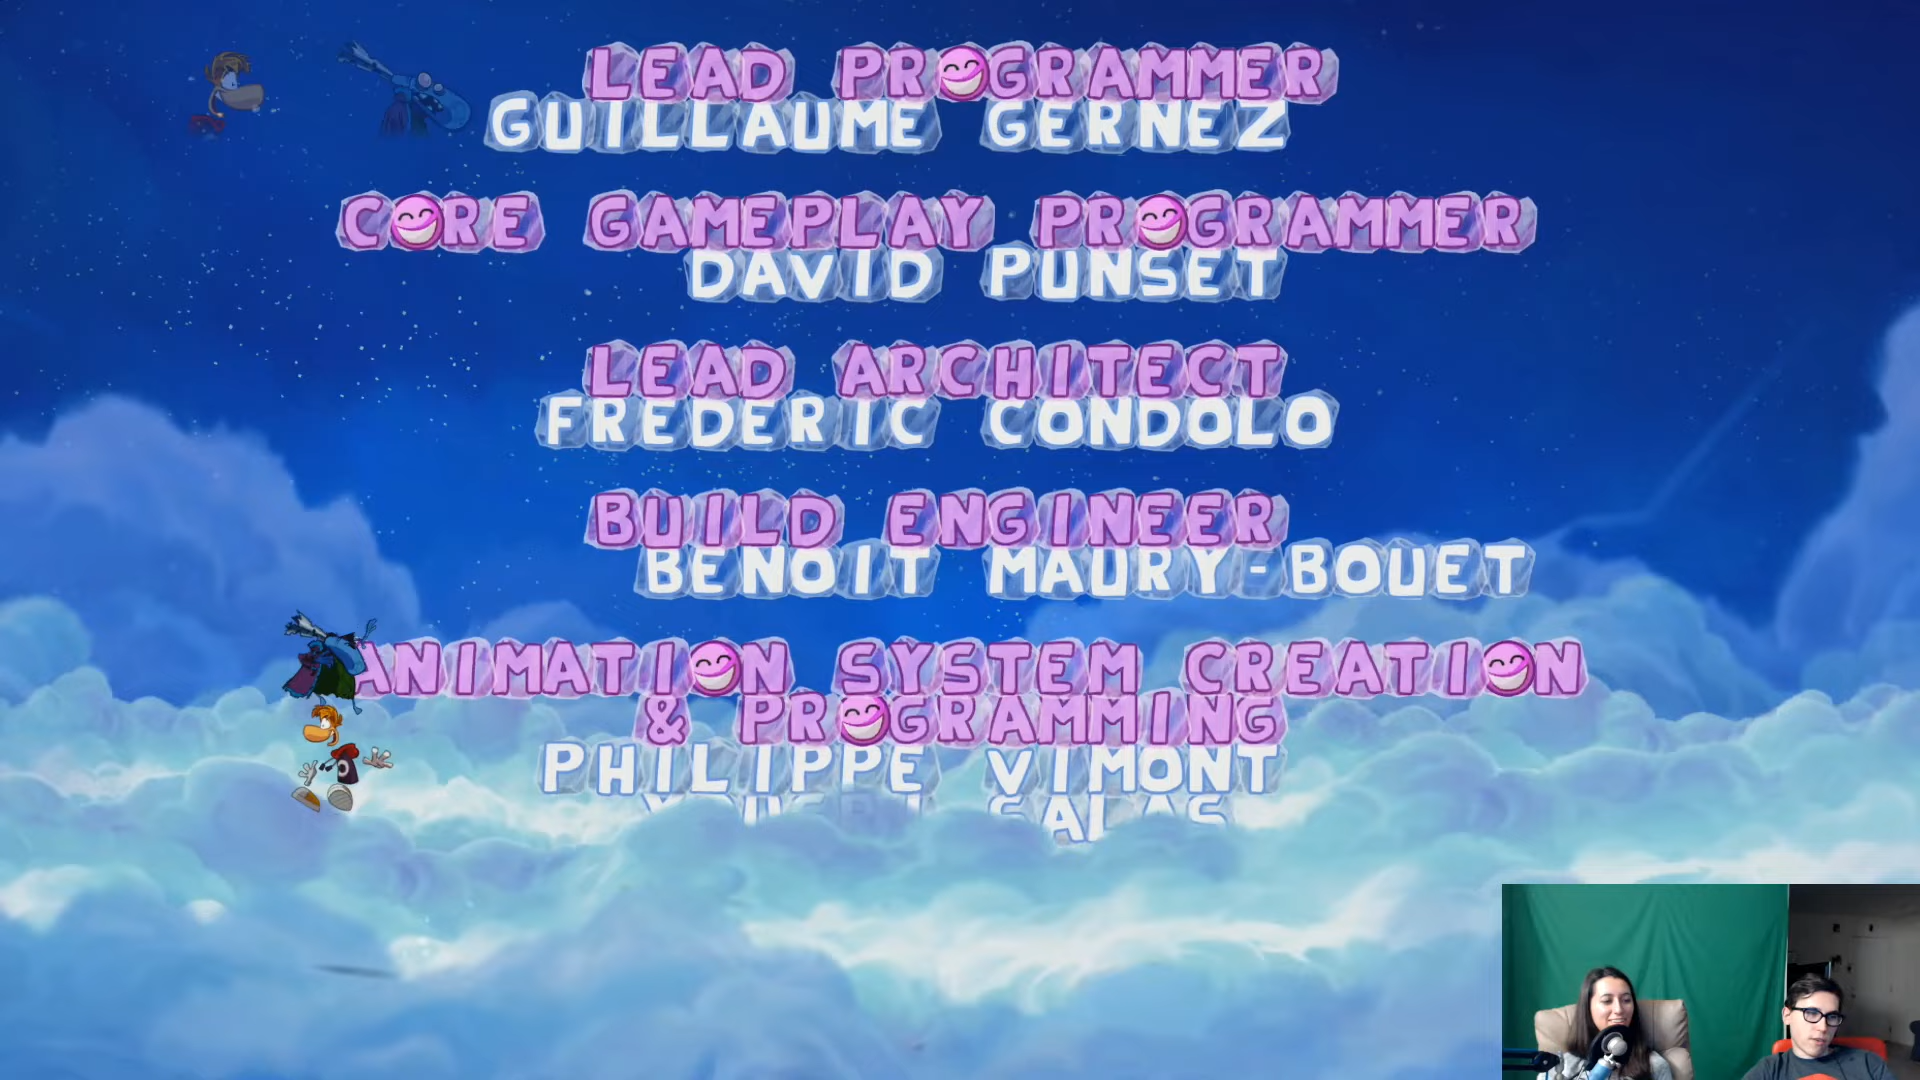 LEAD PROGRAMMER
GUILLAUME GERNEZ
CORE GAMEPLAY PROGRAMMER
DAVID PUNSET
LEAD ARCHITECT
FREDERIC CONDOLO
BUILD ENGINEER
BENOIT MAURY-BOUET
ANIMATION SYSTEM CREATION
& PROGRAMMING
PHILIPPE VIMONT
SALAS